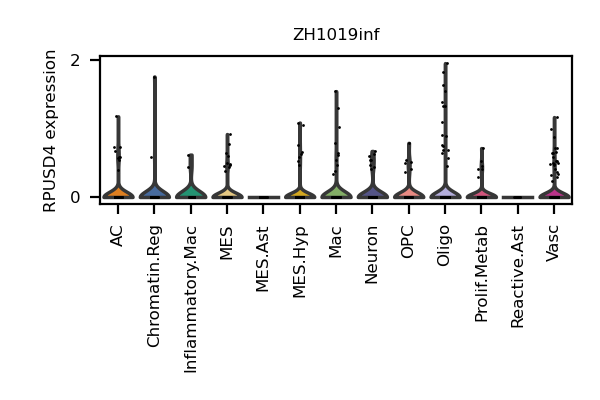 ZH1019inf
RPUSD4 expression
2
0
AC
Chromatin.Reg
Inflammatory.Mac
MES
MES.Ast
MES.Hyp
Mac
Neuron
OPC
Oligo
Prolif.Metab
Reactive.Ast
Vasc